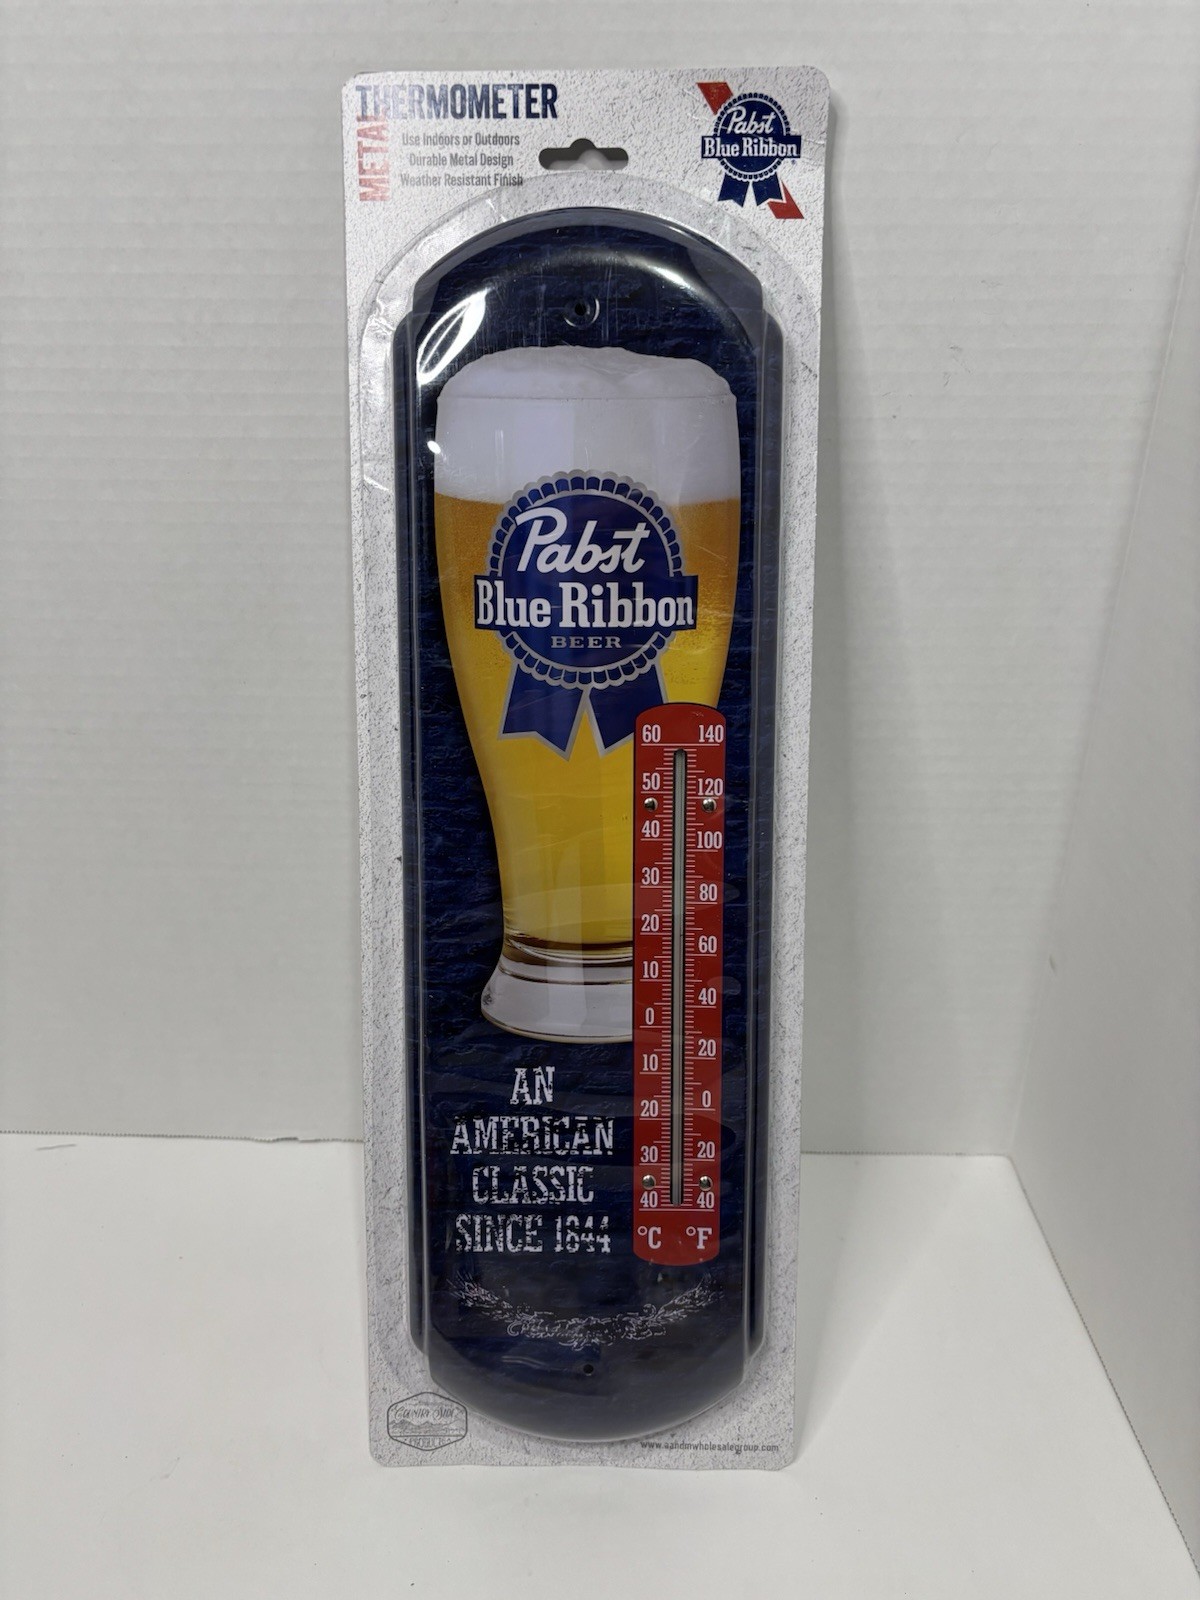 THERMOMETER
METAL
Use Indoors or Outdoors
Durable Metal Design
Weather Resistant Finish
Pabst
Blue Ribbon
Pabst
Blue Ribbon
BEER
60 140
50 120
40 100
30 80
20 60
10 40
0 20
10 0
20 20
30 40
40
°C °F
AN
AMERICAN
CLASSIC
SINCE 1844
COUNTRY SIDE
www.aandmwholesalegroup.com